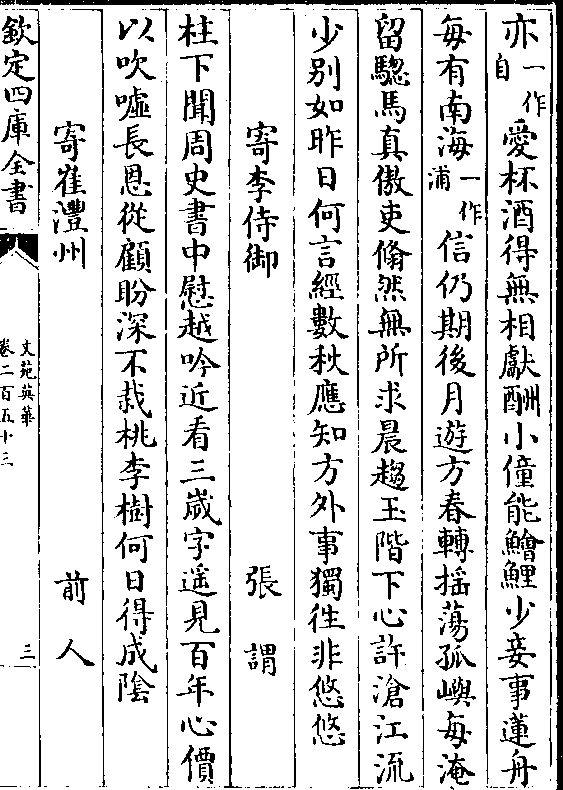 亦一作自愛杯酒得無相獻酬小僮能鱠鯉少妾事蓮舟
每有南海一作浦信仍期後月遊方春轉揺蕩孤嶼每淹
留驄馬真傲吏翛然無所求晨趨玉階下心許滄江流
少别如昨日何言經數秋應知方外事獨徃非悠悠
寄李侍御 張謂
柱下聞周史書中慰越吟近看三歳字遥見百年心價
以吹嘘長恩從顧盼深不栽桃李樹何日得成陰
寄崔澧州 前人
欽定四庫全書
文苑英華
卷二百五十三
三